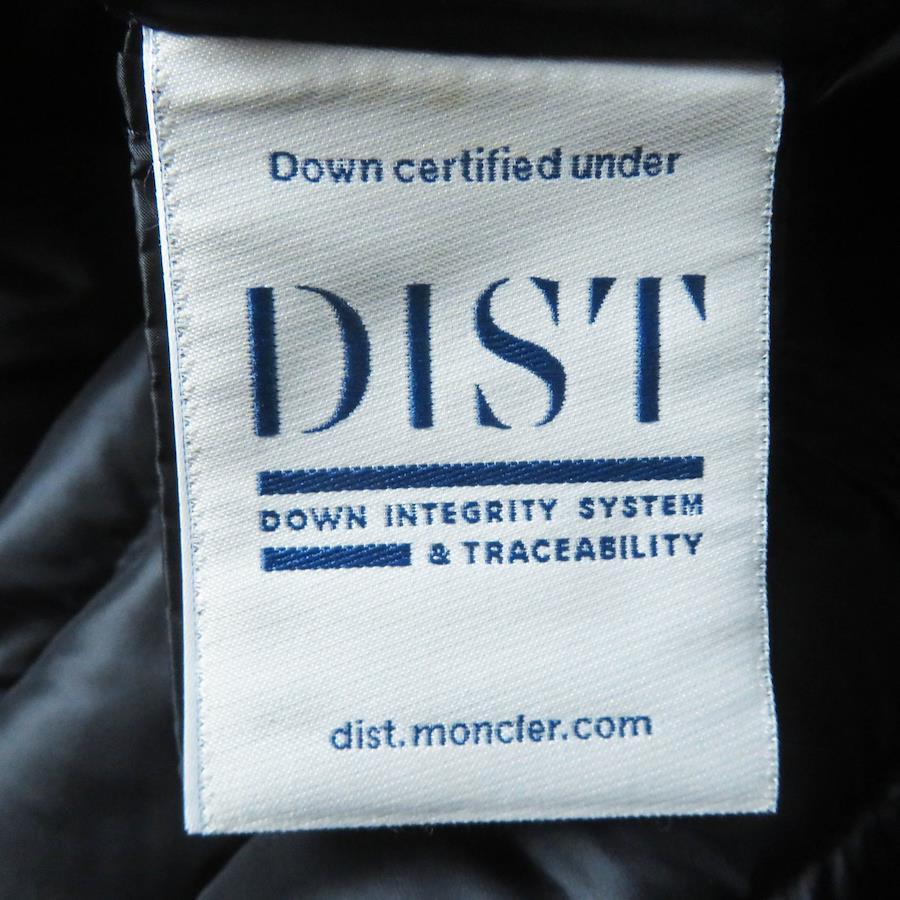 Down certified under
DIST
DOWN INTEGRITY SYSTEM
& TRACEABILITY
dist.moncler.com